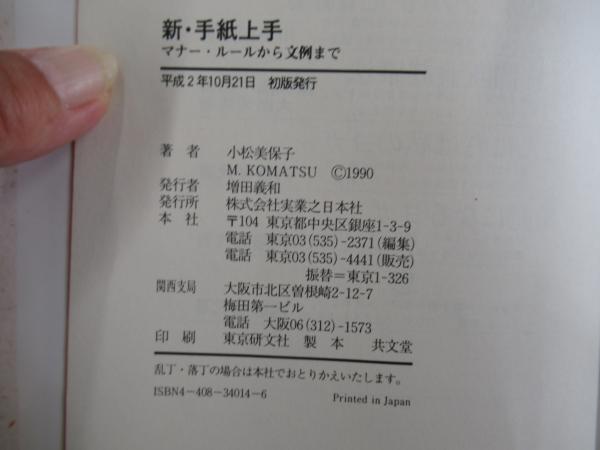 新・手紙上手
マナー・ルールから文例まで
平成2年10月21日 初版発行
著者 小松美保子
M. KOMATSU ©1990
発行者 増田義和
発行所 株式会社実業之日本社
本社 〒104 東京都中央区銀座1-3-9
電話 東京03(535)-2371(編集)
電話 東京03(535)-4441(販売)
振替=東京1-326
関西支局 大阪市北区曽根崎2-12-7
梅田第一ビル
電話 大阪06(312)-1573
印刷 東京研文社 製本 共文堂
乱丁・落丁の場合は本社でおとりかえいたします。
ISBN4-408-34014-6 Printed in Japan